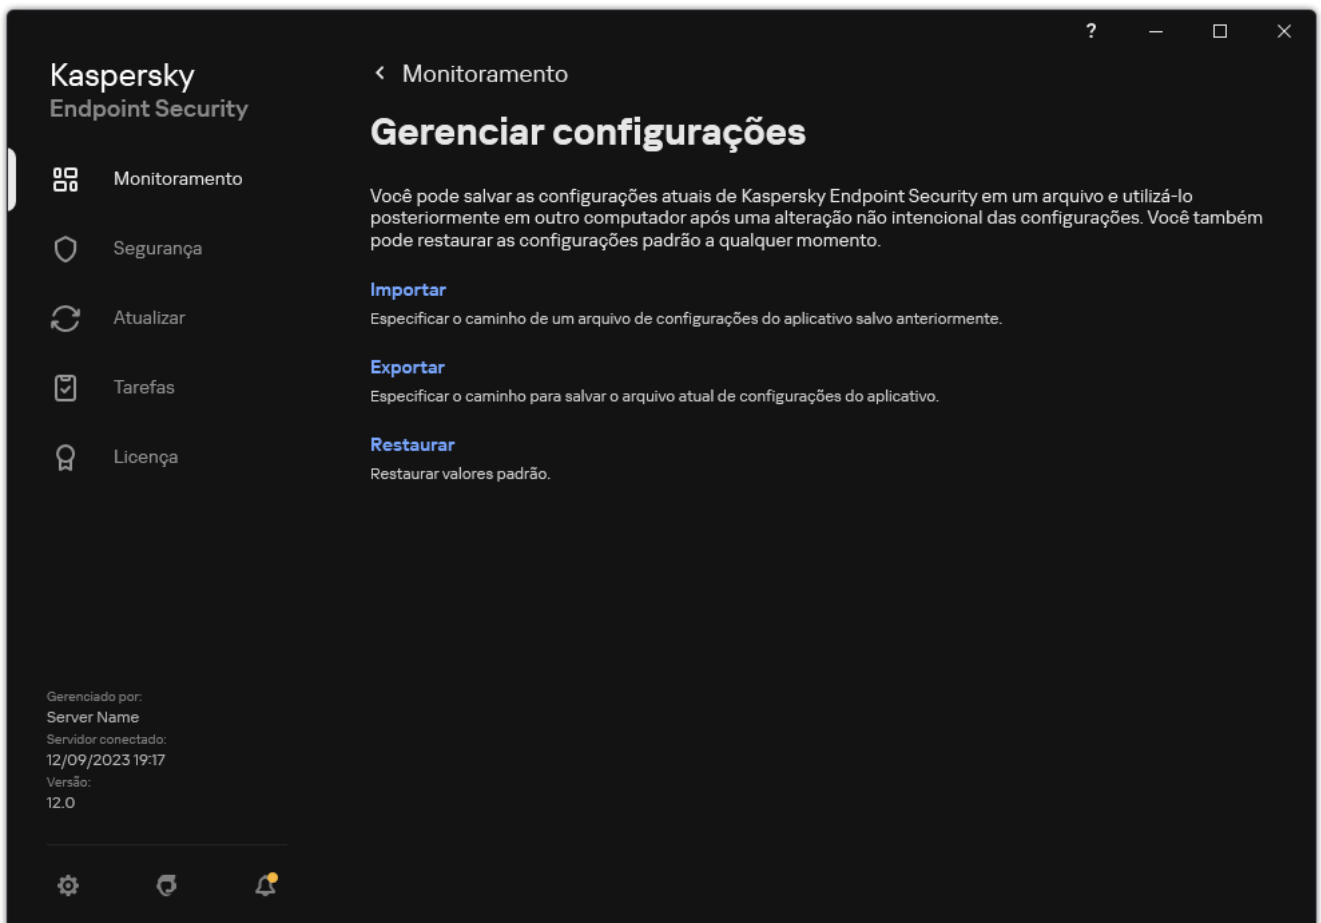 ?
Kaspersky
Endpoint Security
Monitoramento
Segurança
Atualizar
Tarefas
Licença
Gerenciado por:
Server Name
Servidor conectado:
12/09/2023 19:17
Versão:
12.0
Monitoramento
Gerenciar configurações
Você pode salvar as configurações atuais de Kaspersky Endpoint Security em um arquivo e utilizá-lo
posteriormente em outro computador após uma alteração não intencional das configurações. Você também
pode restaurar as configurações padrão a qualquer momento.
Importar
Especificar o caminho de um arquivo de configurações do aplicativo salvo anteriormente.
Exportar
Especificar o caminho para salvar o arquivo atual de configurações do aplicativo.
Restaurar
Restaurar valores padrão.